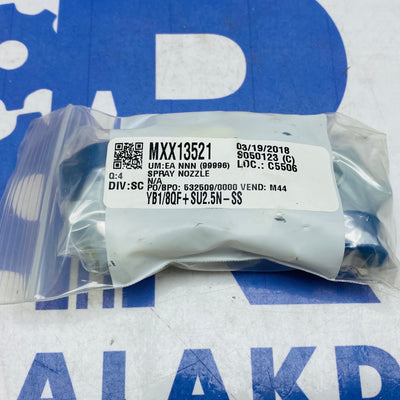 MXX13521
03/19/2018
UM:EA NNN (99996)
S050123 (C)
SPRAY NOZZLE
LOC.: C5506
Q:4
N/A
DIV:SC PO/BPO: 532509/0000 VEND: M44
YB1/8QF+SU2.5N-SS
ALAKD